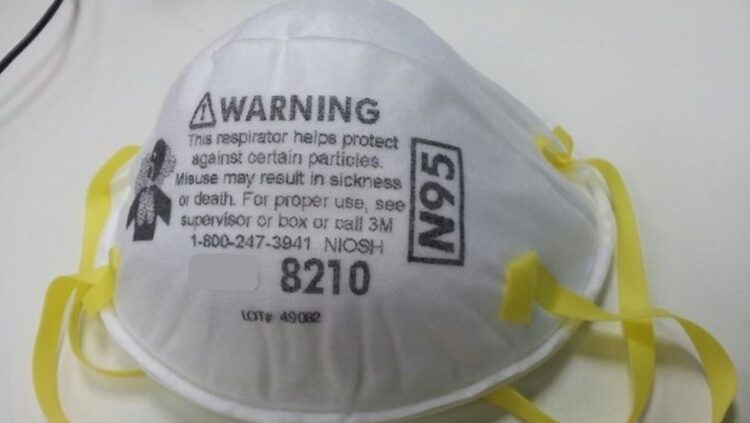 WARNING
This respirator helps protect
against certain particles.
Misuse may result in sickness
or death. For proper use, see
supervisor or box or call 3M
1-800-247-3941 NIOSH
8210
LOT# 49082
N95